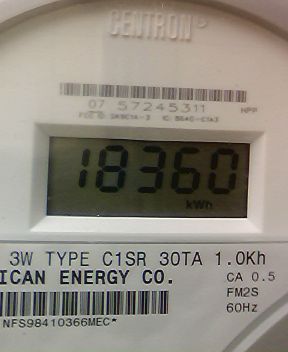 CENTRON
07 57245311 HPP
18360
kWh
3W TYPE C1SR 30TA 1.0Kh
ICAN ENERGY CO. CA 0.5
FM2S
60Hz
NFS98410366MEC*